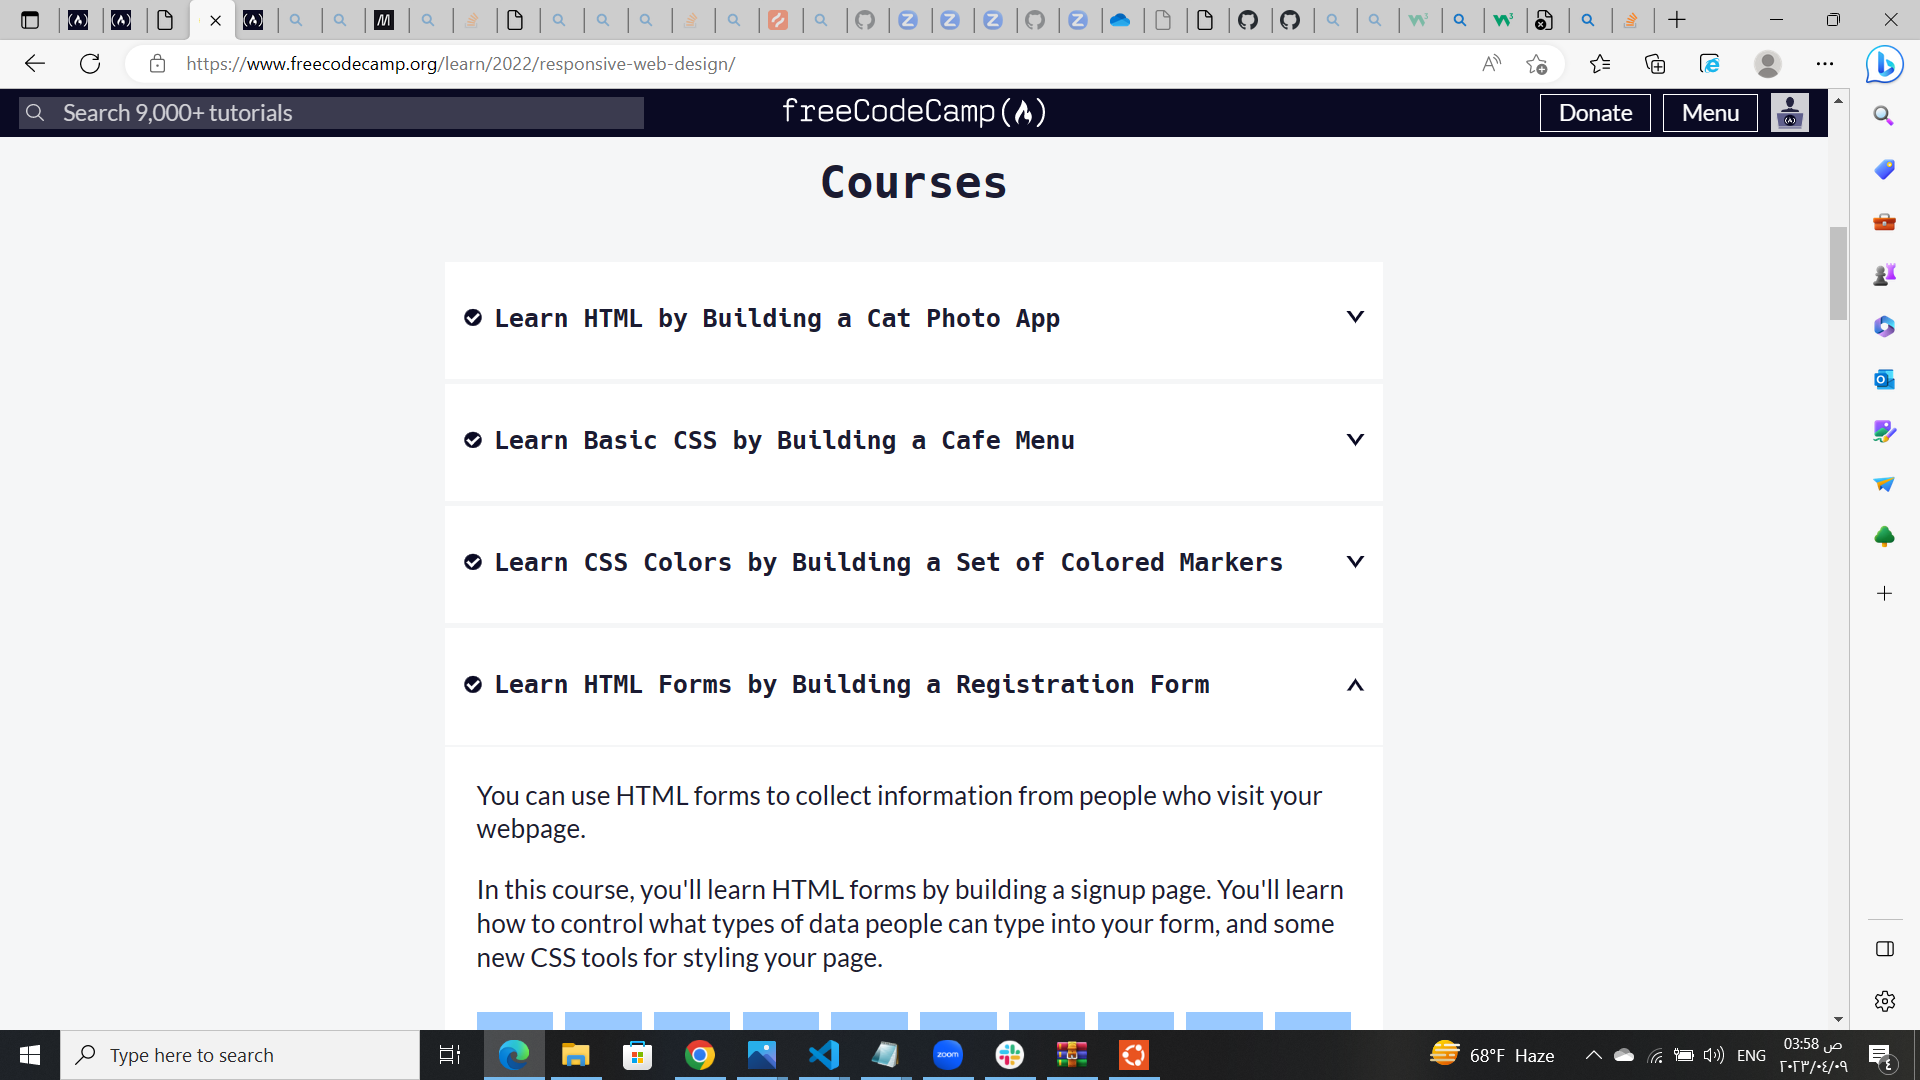 https://www.freecodecamp.org/learn/2022/responsive-web-design/
Search 9,000+ tutorials
freeCodeCamp
Donate
Menu
Courses
Learn HTML by Building a Cat Photo App
Learn Basic CSS by Building a Cafe Menu
Learn CSS Colors by Building a Set of Colored Markers
Learn HTML Forms by Building a Registration Form
You can use HTML forms to collect information from people who visit your
webpage.
In this course, you'll learn HTML forms by building a signup page. You'll learn
how to control what types of data people can type into your form, and some
new CSS tools for styling your page.
Type here to search
zoom
68°F Haze
ENG
03:58 ص
٢٠٢٣/٠٤/٠٩
٤